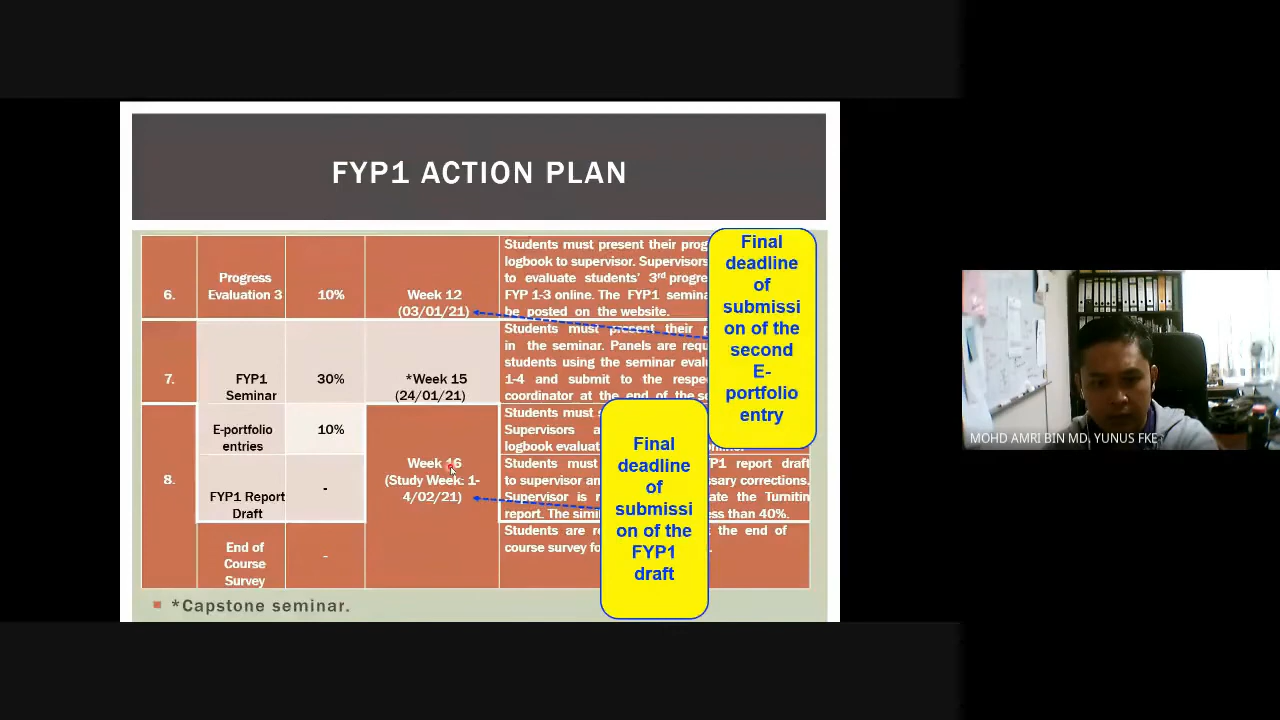 FYP1 ACTION PLAN
6.
Progress
Evaluation 3
10%
Week 12
(03/01/21)
Students must present their prog
logbook to supervisor. Supervisors
to evaluate students’ 3rd progre
FYP 1-3 online. The FYP1 semina
be posted on the website.
7.
FYP1
Seminar
30%
*Week 15
(24/01/21)
Students must present their p
in the seminar. Panels are requ
students using the seminar evalu
1-4 and submit to the respe
coordinator at the end of the se
8.
E-portfolio
entries
10%
Week 16
(Study Week: 1-
4/02/21)
Students must s
Supervisors a
logbook evaluat
FYP1 Report
Draft
-
Students must YP1 report draft
to supervisor an ssary corrections.
Supervisor is r ate the Turnitin
report. The simi ess than 40%.
End of
Course
Survey
-
Students are re the end of
course survey fo
Final
deadline
of
submissi
on of the
second
E-
portfolio
entry
Final
deadline
of
submissi
on of the
FYP1
draft
*Capstone seminar.
MOHD AMRI BIN MD. YUNUS FKE